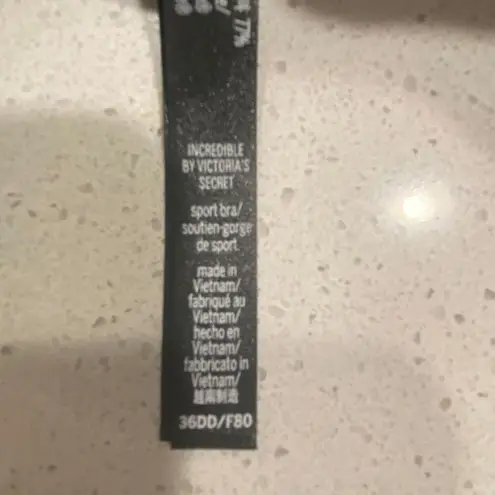 77%
INCREDIBLE
BY VICTORIA'S
SECRET
sport bra/
soutien-gorge
de sport
made in
Vietnam/
fabriqué au
Vietnam/
hecho en
Vietnam/
fabbricato in
Vietnam/
越南制造
36DD/F80